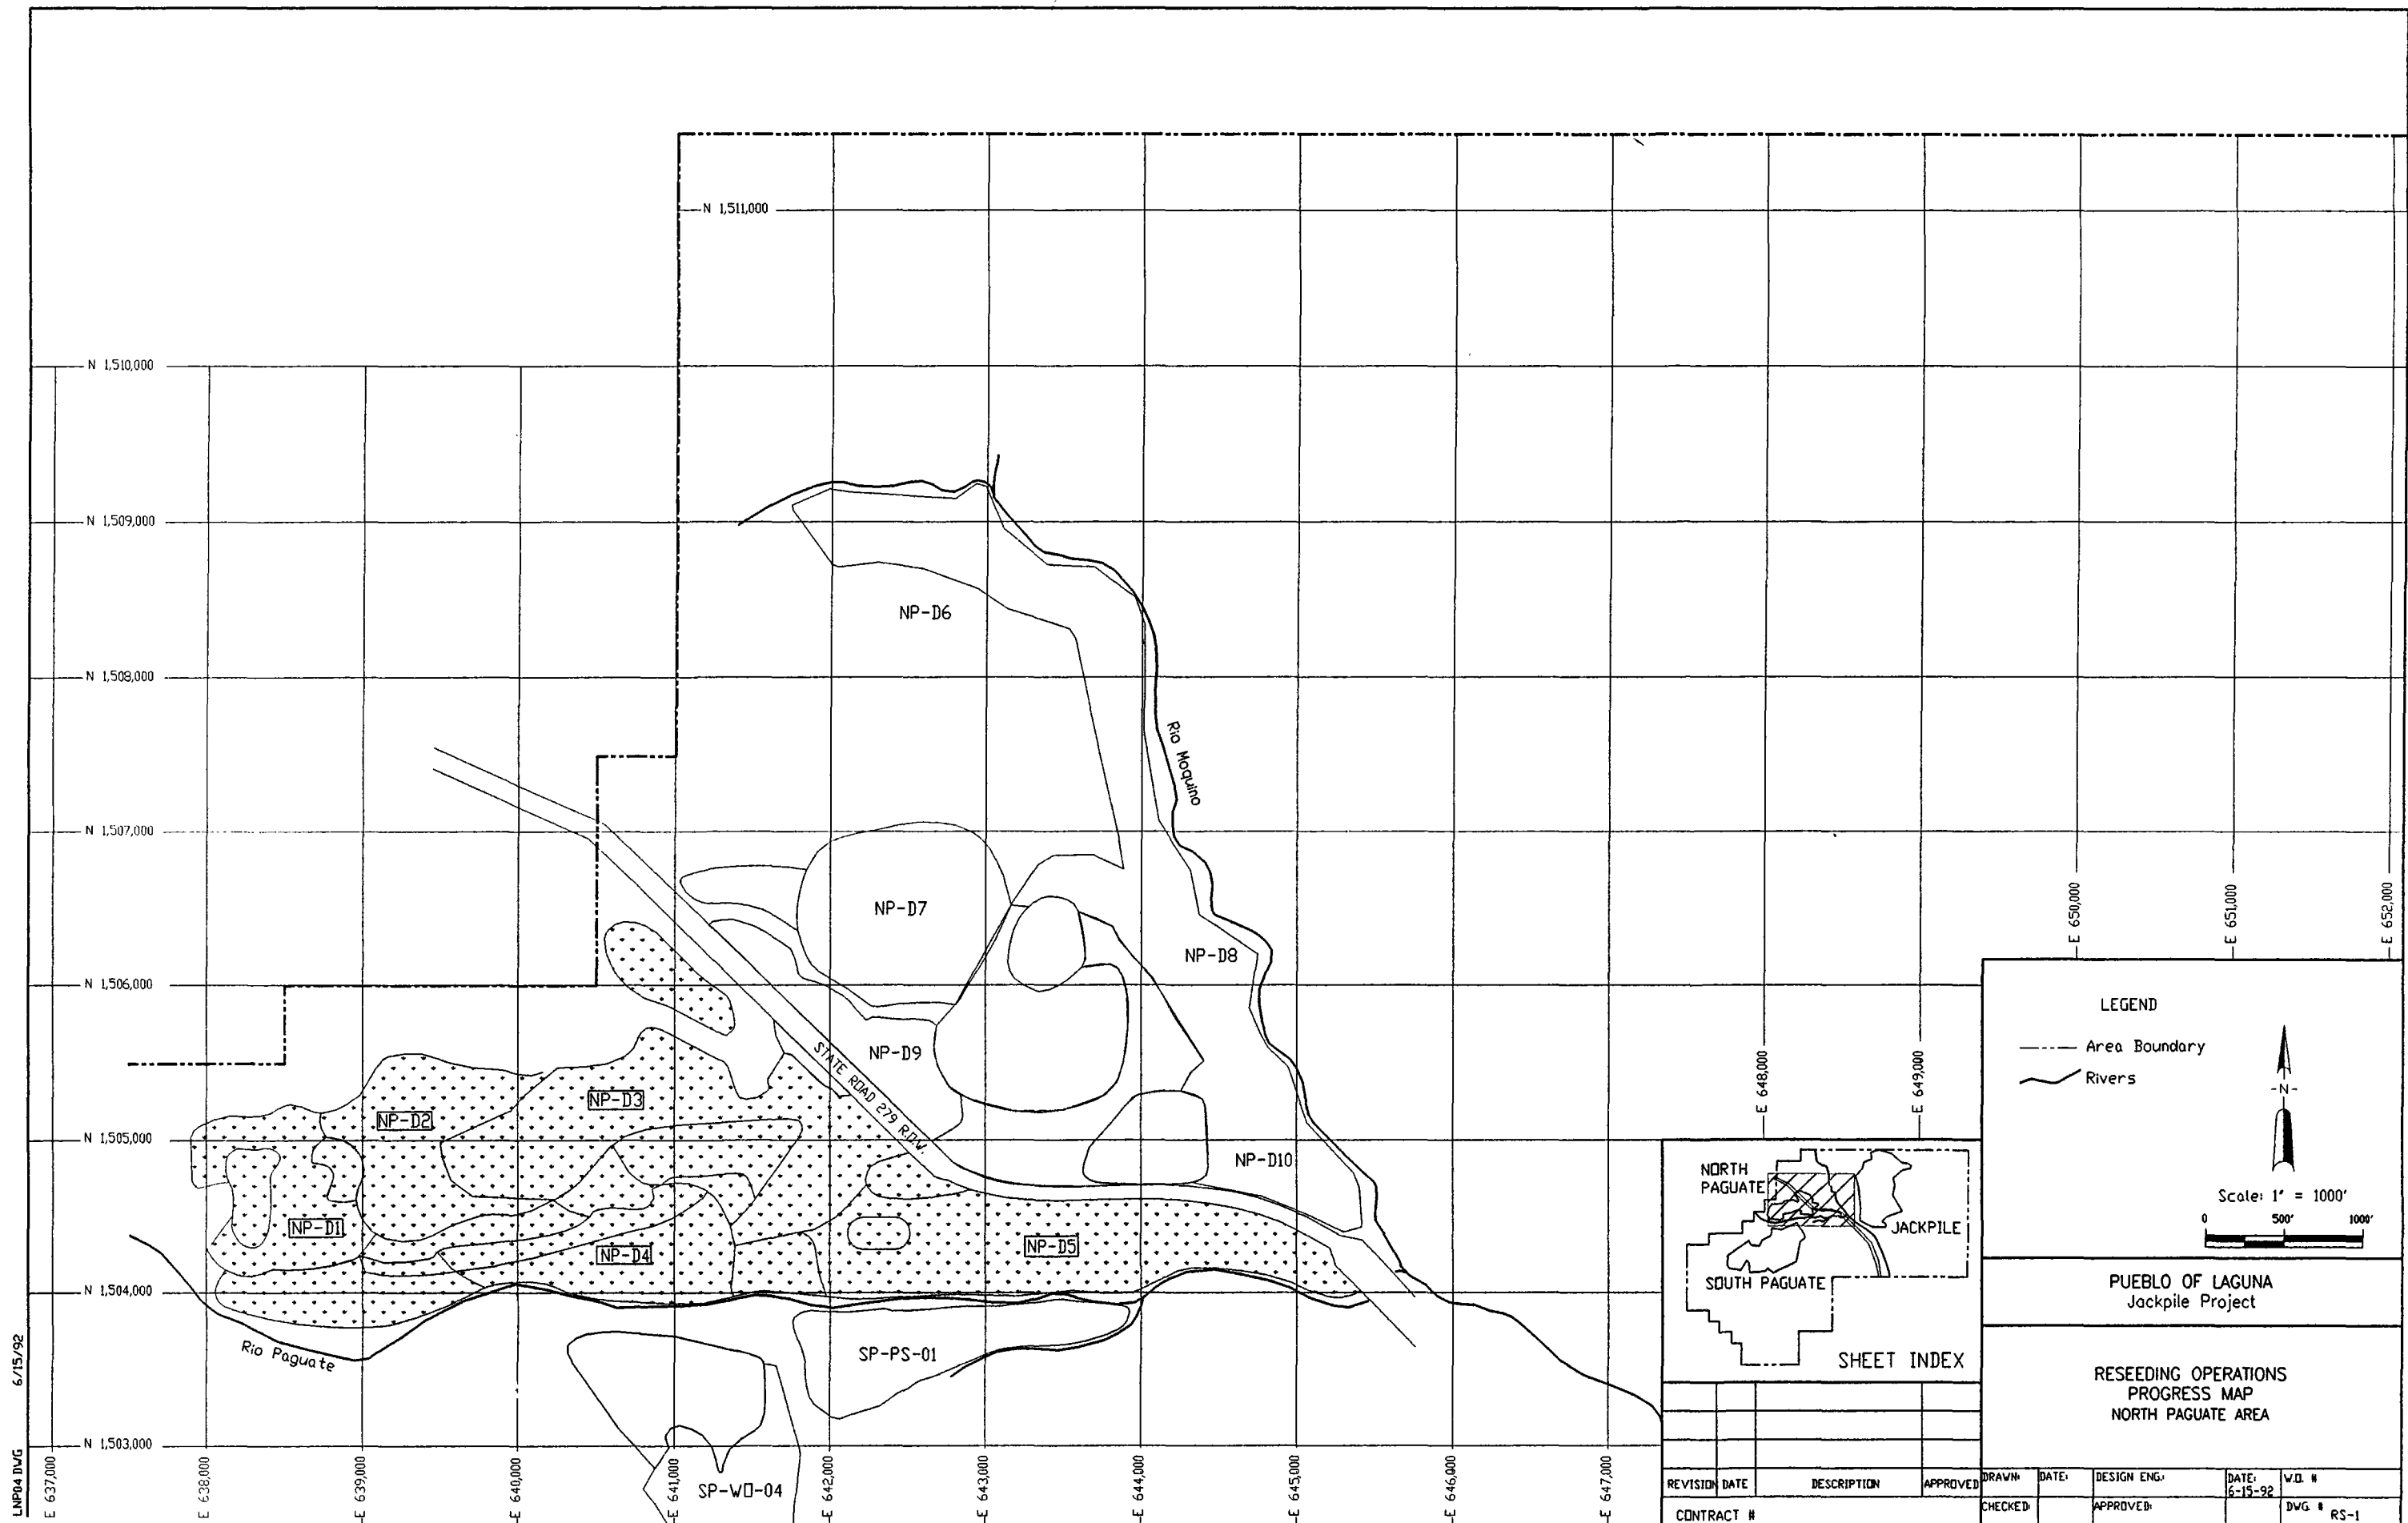 N 1,511,000
N 1,510,000
N 1,509,000
N 1,508,000
N 1,507,000
N 1,506,000
N 1,505,000
N 1,504,000
N 1,503,000
NP-D6
Rio Moquino
NP-D7
NP-D8
NP-D9
STATE ROAD 279 R.O.W.
NP-D3
NP-D2
NP-D10
NP-D1
NP-D4
NP-D5
Rio Paguate
SP-PS-01
SP-WO-04
E 637,000
E 638,000
E 639,000
E 640,000
E 641,000
E 642,000
E 643,000
E 644,000
E 645,000
E 646,000
E 647,000
E 648,000
E 649,000
E 650,000
E 651,000
E 652,000
LNP04 DWG 6/15/92
LEGEND
Area Boundary
Rivers
-N-
Scale: 1" = 1000'
0 500' 1000'
NORTH
PAGUATE
JACKPILE
SOUTH PAGUATE
SHEET INDEX
PUEBLO OF LAGUNA
Jackpile Project
RESEEDING OPERATIONS
PROGRESS MAP
NORTH PAGUATE AREA
REVISION DATE DESCRIPTION APPROVED
CONTRACT #
DRAWN: DATE: DESIGN ENG.: DATE: W.O. #
6-15-92
CHECKED: APPROVED: DWG. # RS-1